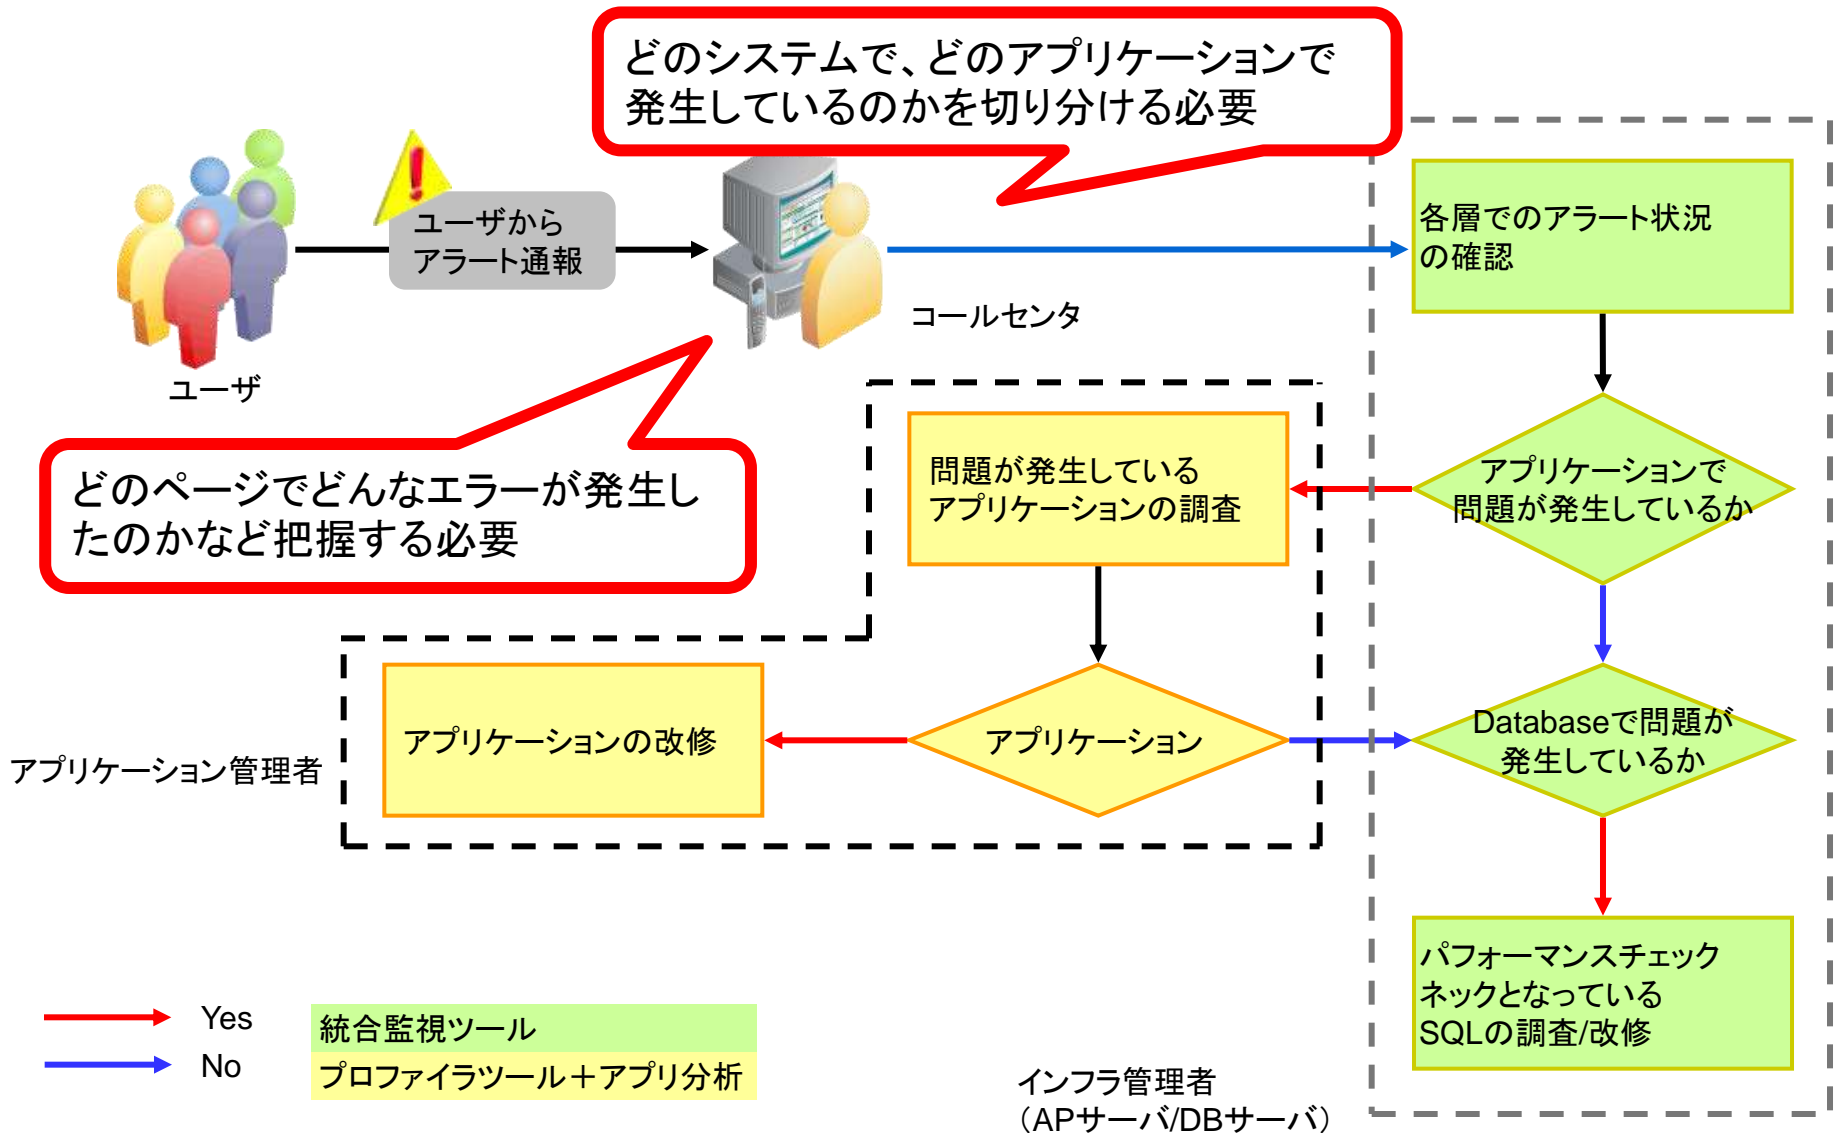 どのシステムで、どのアプリケーションで
発生しているのかを切り分ける必要
ユーザから
アラート通報
各層でのアラート状況
の確認
コールセンタ
ユーザ
どのページでどんなエラーが発生し
たのかなど把握する必要
問題が発生している
アプリケーションの調査
アプリケーションで
問題が発生しているか
アプリケーションの改修
アプリケーション
Databaseで問題が
発生しているか
アプリケーション管理者
パフォーマンスチェック
ネックとなっている
SQLの調査/改修
Yes
No
統合監視ツール
プロファイラツール＋アプリ分析
インフラ管理者
（APサーバ/DBサーバ）